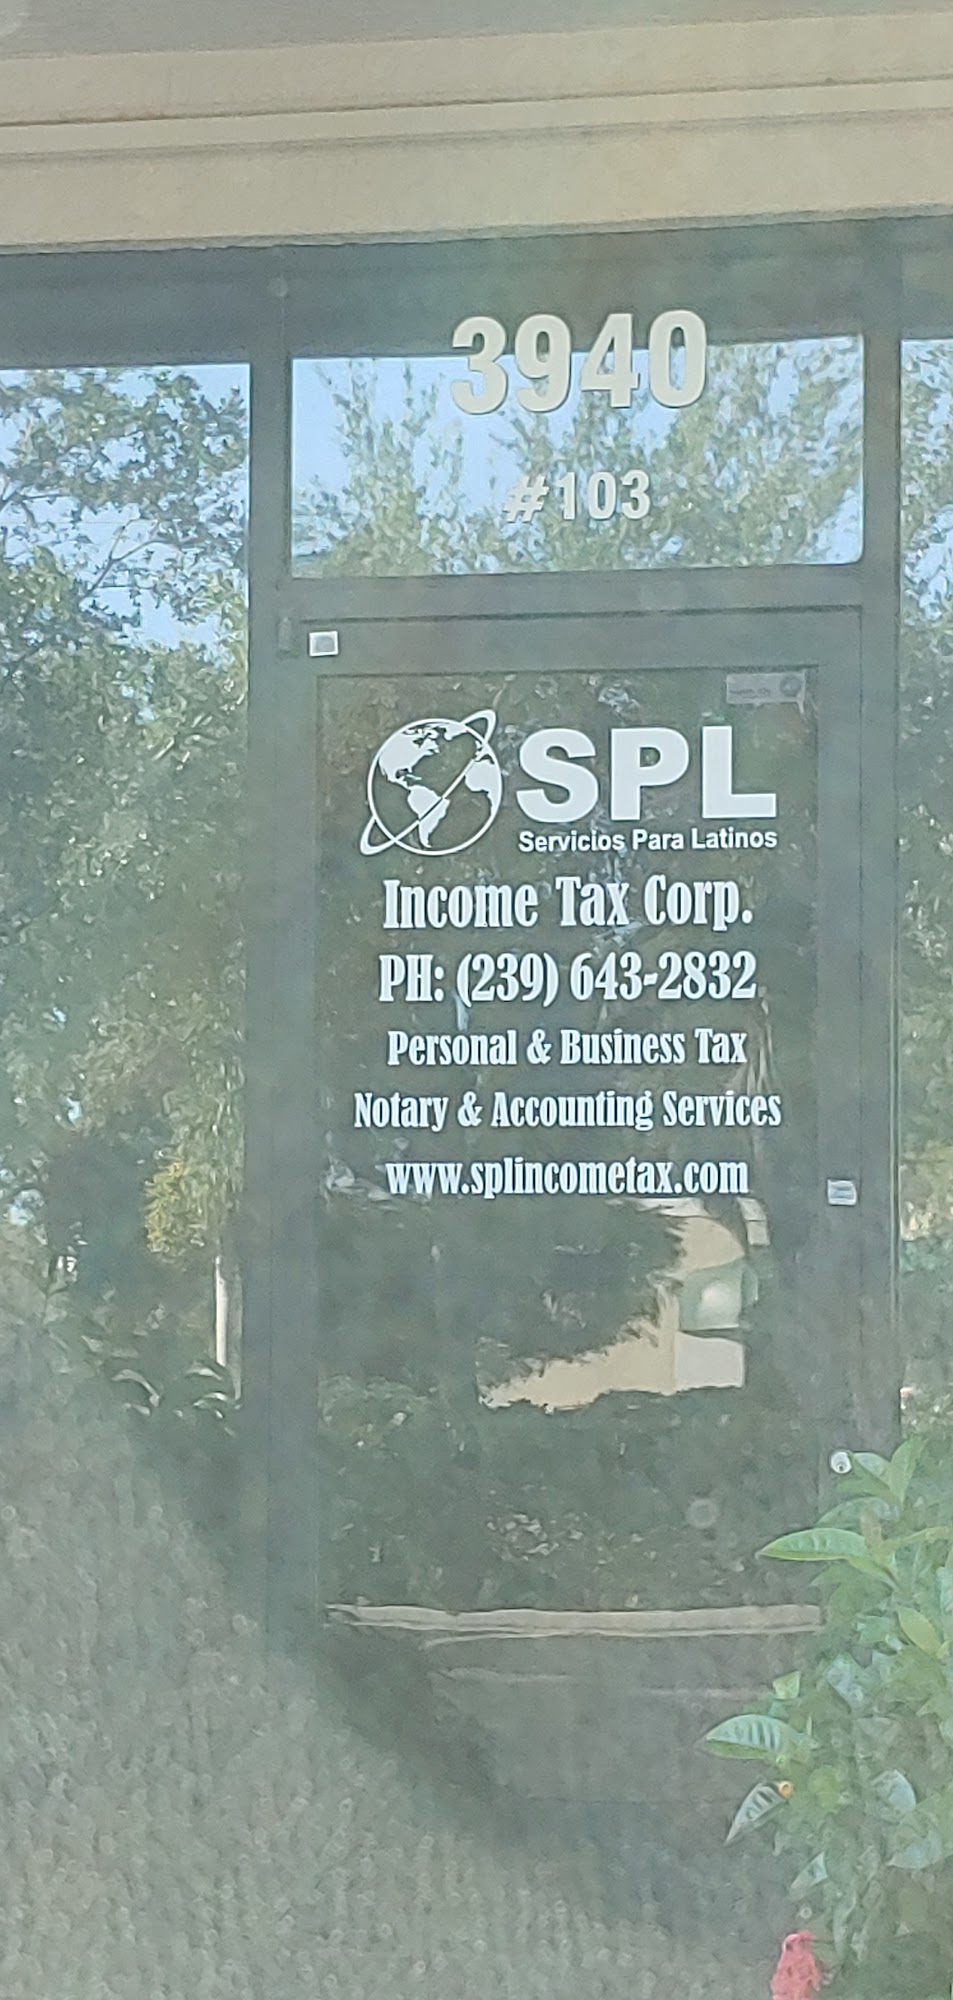 3940
#103
SPL
Servicios Para Latinos
Income Tax Corp.
PH: (239) 643-2832
Personal & Business Tax
Notary & Accounting Services
www.splincometax.com